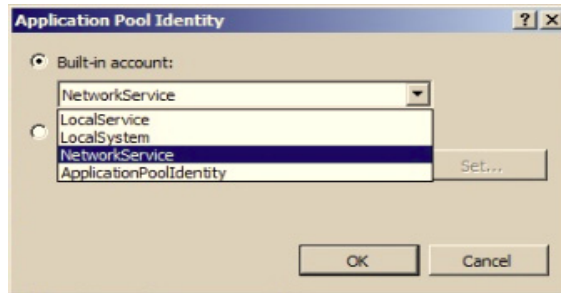 Application Pool Identity
Built-in account:
NetworkService
LocalService
LocalSystem
NetworkService
ApplicationPoolIdentity
Set...
OK Cancel